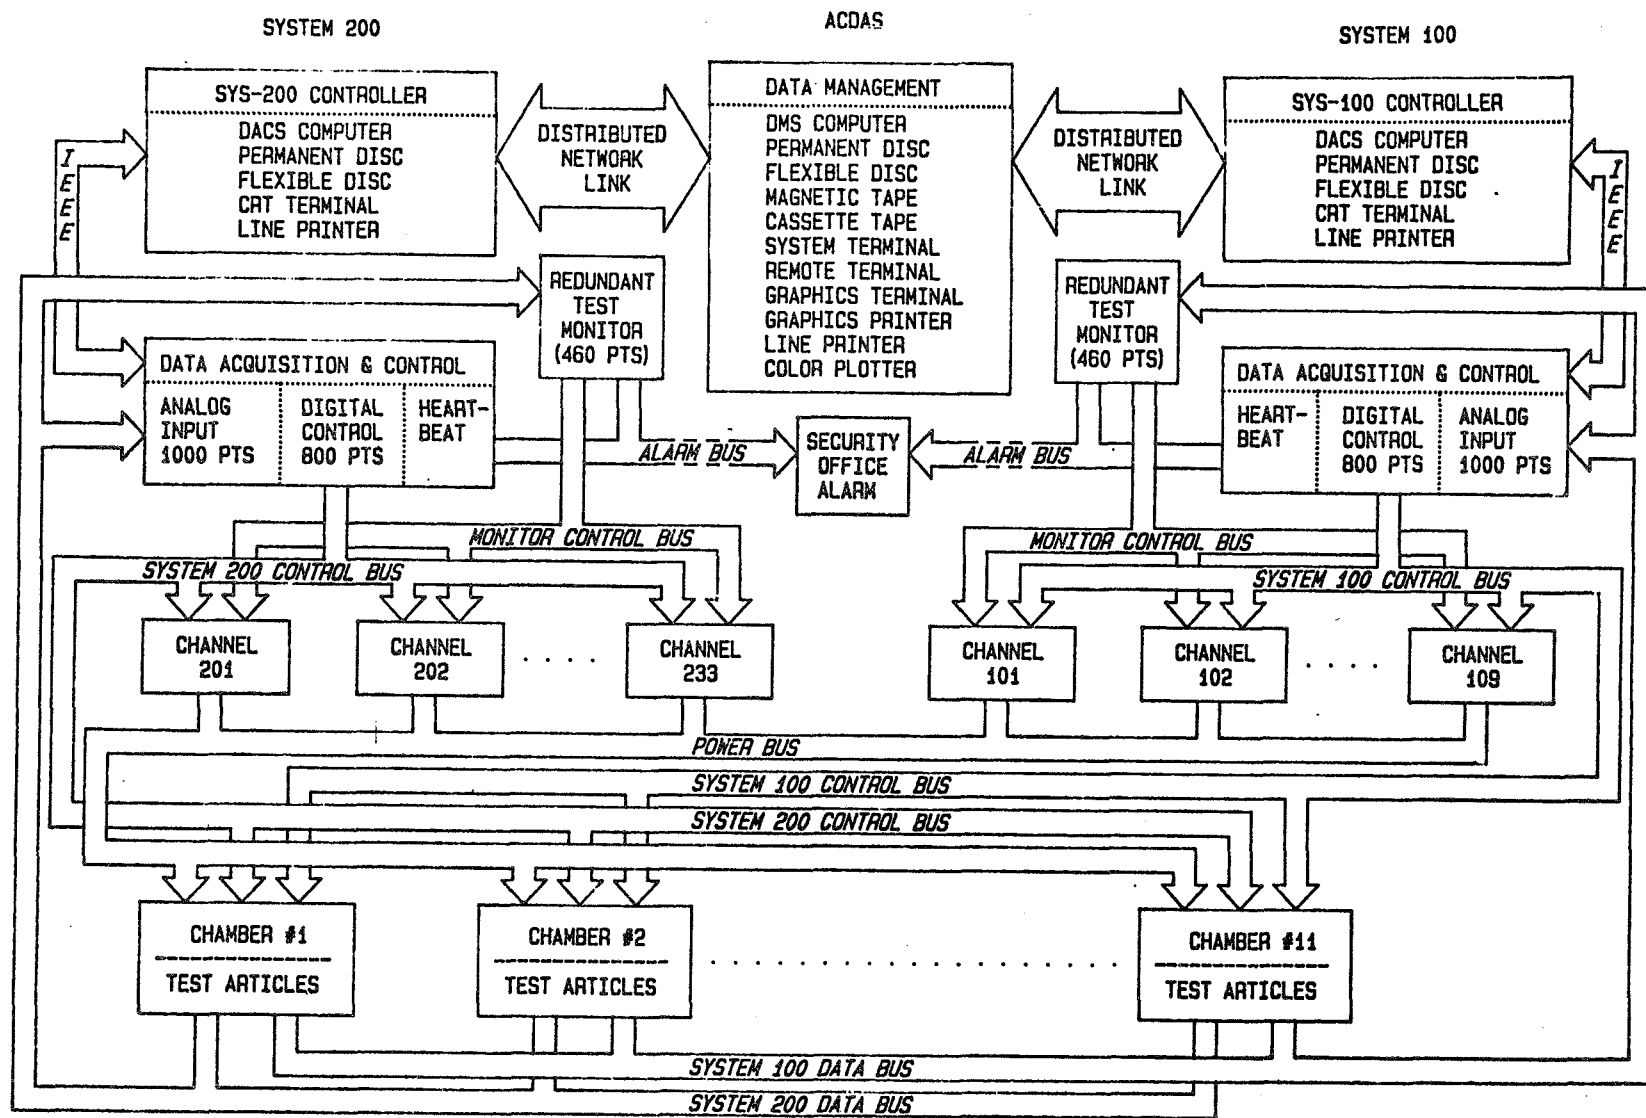 SYSTEM 200
ACDAS
SYSTEM 100
SYS-200 CONTROLLER
DACS COMPUTER
PERMANENT DISC
FLEXIBLE DISC
CRT TERMINAL
LINE PRINTER
IEEE
DISTRIBUTED
NETWORK
LINK
DATA MANAGEMENT
DMS COMPUTER
PERMANENT DISC
FLEXIBLE DISC
MAGNETIC TAPE
CASSETTE TAPE
SYSTEM TERMINAL
REMOTE TERMINAL
GRAPHICS TERMINAL
GRAPHICS PRINTER
LINE PRINTER
COLOR PLOTTER
DISTRIBUTED
NETWORK
LINK
SYS-100 CONTROLLER
DACS COMPUTER
PERMANENT DISC
FLEXIBLE DISC
CRT TERMINAL
LINE PRINTER
IEEE
REDUNDANT
TEST
MONITOR
(460 PTS)
REDUNDANT
TEST
MONITOR
(460 PTS)
DATA ACQUISITION & CONTROL
ANALOG
INPUT
1000 PTS
DIGITAL
CONTROL
800 PTS
HEART-
BEAT
ALARM BUS
SECURITY
OFFICE
ALARM
ALARM BUS
DATA ACQUISITION & CONTROL
HEART-
BEAT
DIGITAL
CONTROL
800 PTS
ANALOG
INPUT
1000 PTS
MONITOR CONTROL BUS
MONITOR CONTROL BUS
SYSTEM 200 CONTROL BUS
SYSTEM 100 CONTROL BUS
CHANNEL
201
CHANNEL
202
. . . .
CHANNEL
233
CHANNEL
101
CHANNEL
102
. . . .
CHANNEL
109
POWER BUS
SYSTEM 100 CONTROL BUS
SYSTEM 200 CONTROL BUS
CHAMBER #1
TEST ARTICLES
CHAMBER #2
TEST ARTICLES
. . . . . . . . . . . . . . . . . . . .
CHAMBER #11
TEST ARTICLES
SYSTEM 100 DATA BUS
SYSTEM 200 DATA BUS